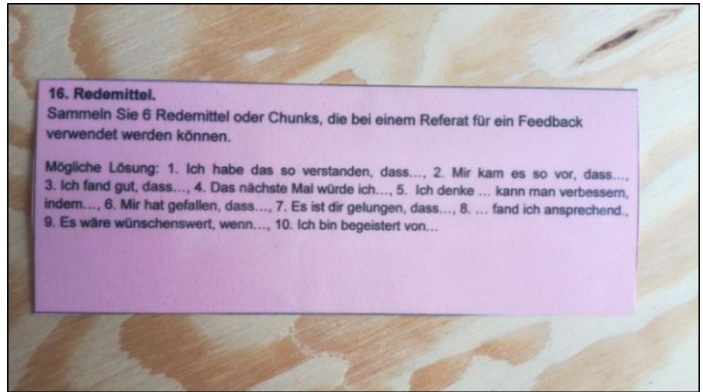 16. Redemittel.
Sammeln Sie 6 Redemittel oder Chunks, die bei einem Referat für ein Feedback
verwendet werden können.
Mögliche Lösung: 1. Ich habe das so verstanden, dass..., 2. Mir kam es so vor, dass...,
3. Ich fand gut, dass..., 4. Das nächste Mal würde ich..., 5. Ich denke ... kann man verbessern,
indem..., 6. Mir hat gefallen, dass..., 7. Es ist dir gelungen, dass..., 8. ... fand ich ansprechend.,
9. Es wäre wünschenswert, wenn..., 10. Ich bin begeistert von...